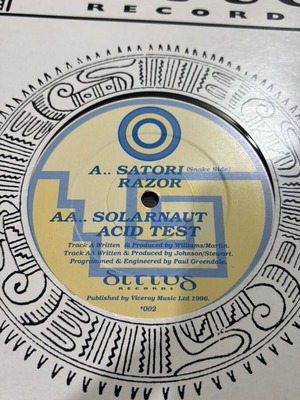 RECORD
A.. SATORI (Snake Side)
RAZOR
AA.. SOLARNAUT
ACID TEST
Track A Written & Produced by Williams/Martin.
Track AA Written & Produced by Johnson/Stewart.
Programmed & Engineered by Paul Greendale.
RECORDS
Published by Viceroy Music Ltd 1996.
*002